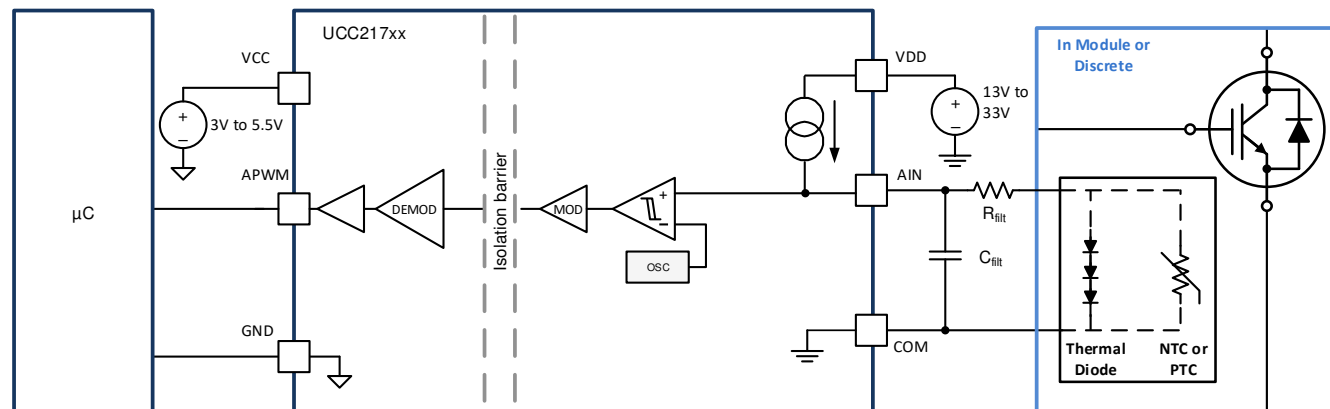 UCC217xx
In Module or
Discrete
VCC
VDD
3V to 5.5V
+
−
13V to
33V
+
−
APWM
AIN
µC
DEMOD
Isolation barrier
MOD
+
−
Rfilt
OSC
Cfilt
GND
COM
Thermal
Diode
NTC or
PTC